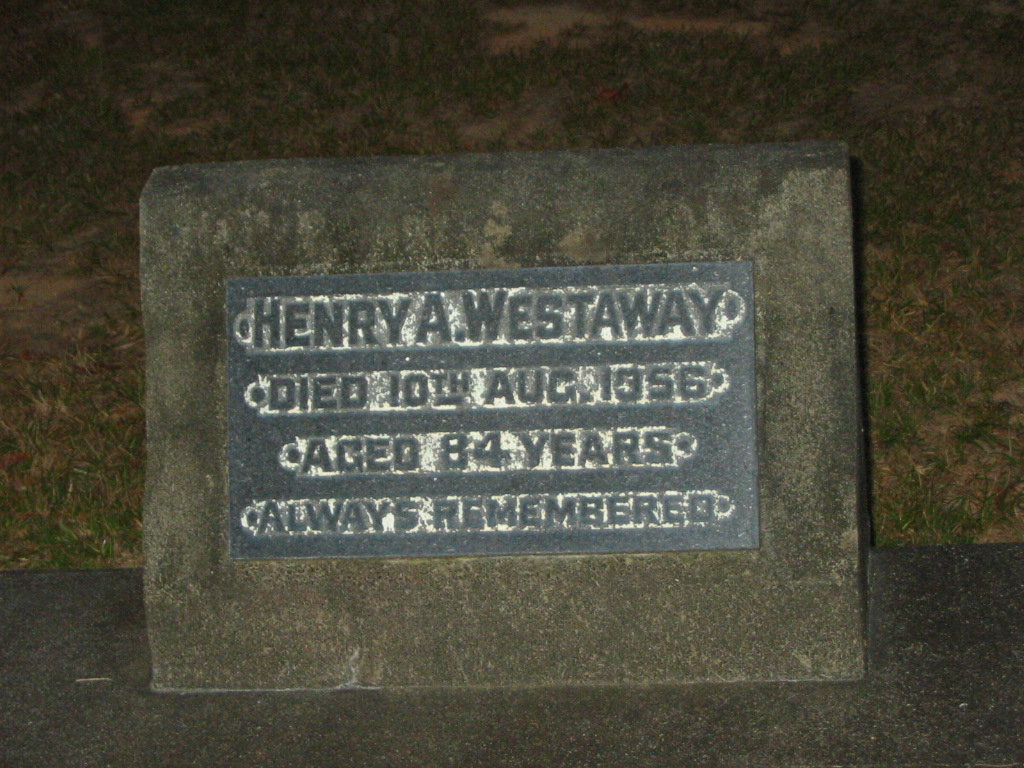 HENRY A. WESTAWAY
DIED 10TH AUG. 1956
AGED 84 YEARS
ALWAYS REMEMBERED